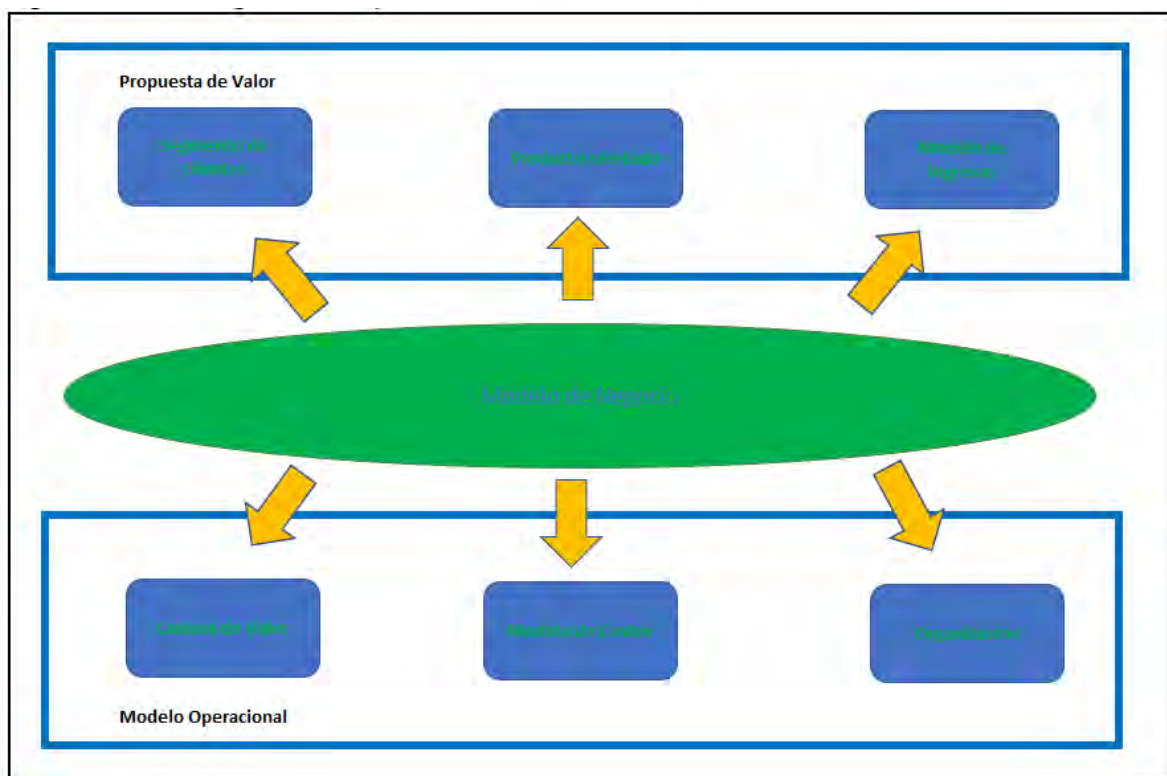 Propuesta de Valor
Segmento de
clientes
Producto ofertado
Modelo de
Ingresos
Modelo de Negocio
Cadena de Valor
Modelo de Costos
Organización
Modelo Operacional